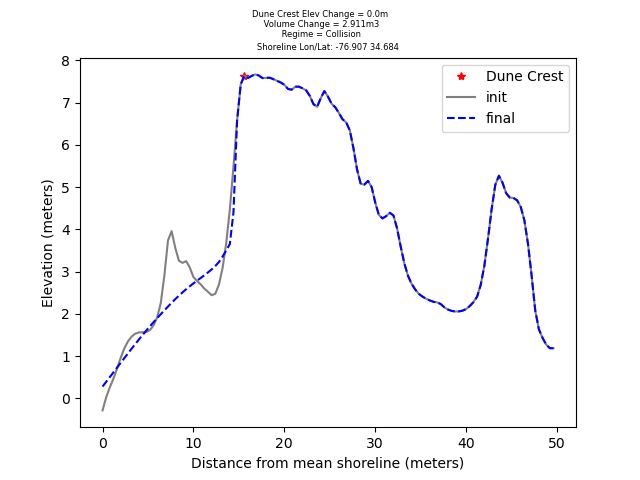 Dune Crest Elev Change = 0.0m
Volume Change = 2.911m3
Regime = Collision
Shoreline Lon/Lat: -76.907 34.684
8
7
6
5
4
3
2
1
0
Elevation (meters)
Dune Crest
init
final
0 10 20 30 40 50
Distance from mean shoreline (meters)